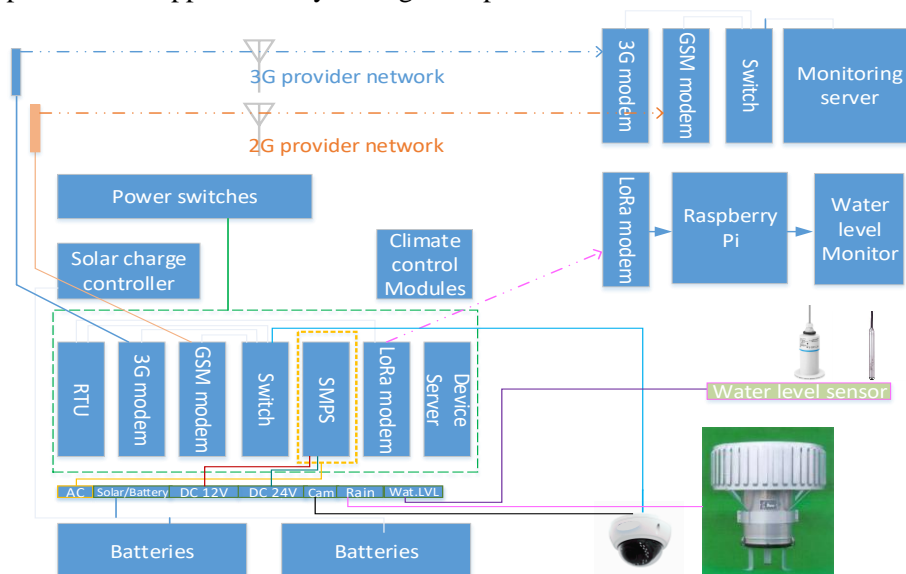 3G provider network
2G provider network
3G modem
GSM modem
Switch
Monitoring
server
Power switches
LoRa modem
Raspberry
Pi
Water
level
Monitor
Solar charge
controller
Climate
control
Modules
RTU
3G modem
GSM modem
Switch
SMPS
LoRa modem
Device
Server
Water level sensor
AC
Solar/Battery
DC 12V
DC 24V
Cam
Rain
Wat.LVL
Batteries
Batteries